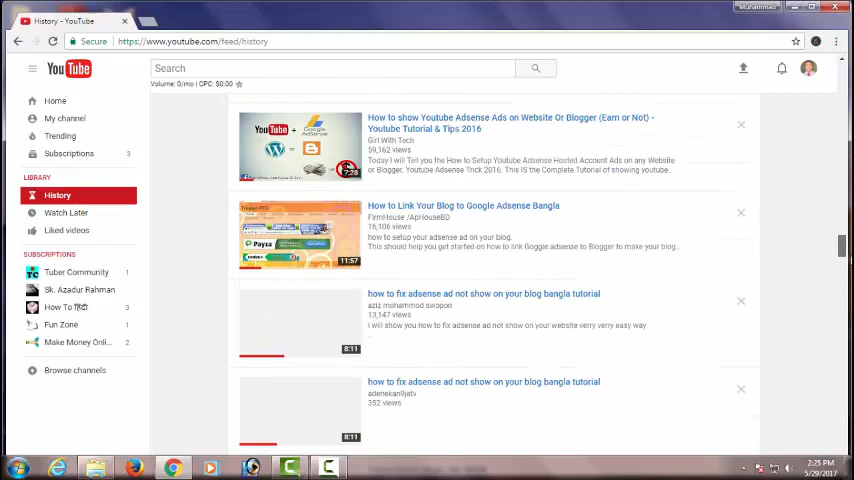 Muhammad
History - YouTube
Secure
https://www.youtube.com/feed/history
YouTube
Search
Volume: 0/mo | CPC: $0.00
Home
My channel
Trending
Subscriptions
LIBRARY
History
Watch Later
Liked videos
SUBSCRIPTIONS
Tuber Community 1
Sk. Azadur Rahman
How To हिंदी 3
Fun Zone 1
Make Money Onli... 2
Browse channels
YouTube + Google AdSense
7:28
How to show Youtube Adsense Ads on Website Or Blogger (Earn or Not) -
Youtube Tutorial & Tips 2016
Girl With Tech
59,162 views
Today I will Tell you the How to Setup Youtube Adsense Hosted Account Ads on any Website
or Blogger. Youtube Adsense Trick 2016. This IS the Complete Tutorial of showing youtube...
Payza
11:57
How to Link Your Blog to Google Adsense Bangla
FirmHouse /ApHouseBD
16,106 views
how to setup your adsense ad on your blog.
This should help you get started on how to link Goggle adsense to Blogger to make your blog...
8:11
how to fix adsense ad not show on your blog bangla tutorial
aziz mohammod swopon
13,147 views
i will show you how to fix adsense ad not show on your website verry verry easy way
...
8:11
how to fix adsense ad not show on your blog bangla tutorial
adenekan9jatv
352 views
2:25 PM
5/29/2017